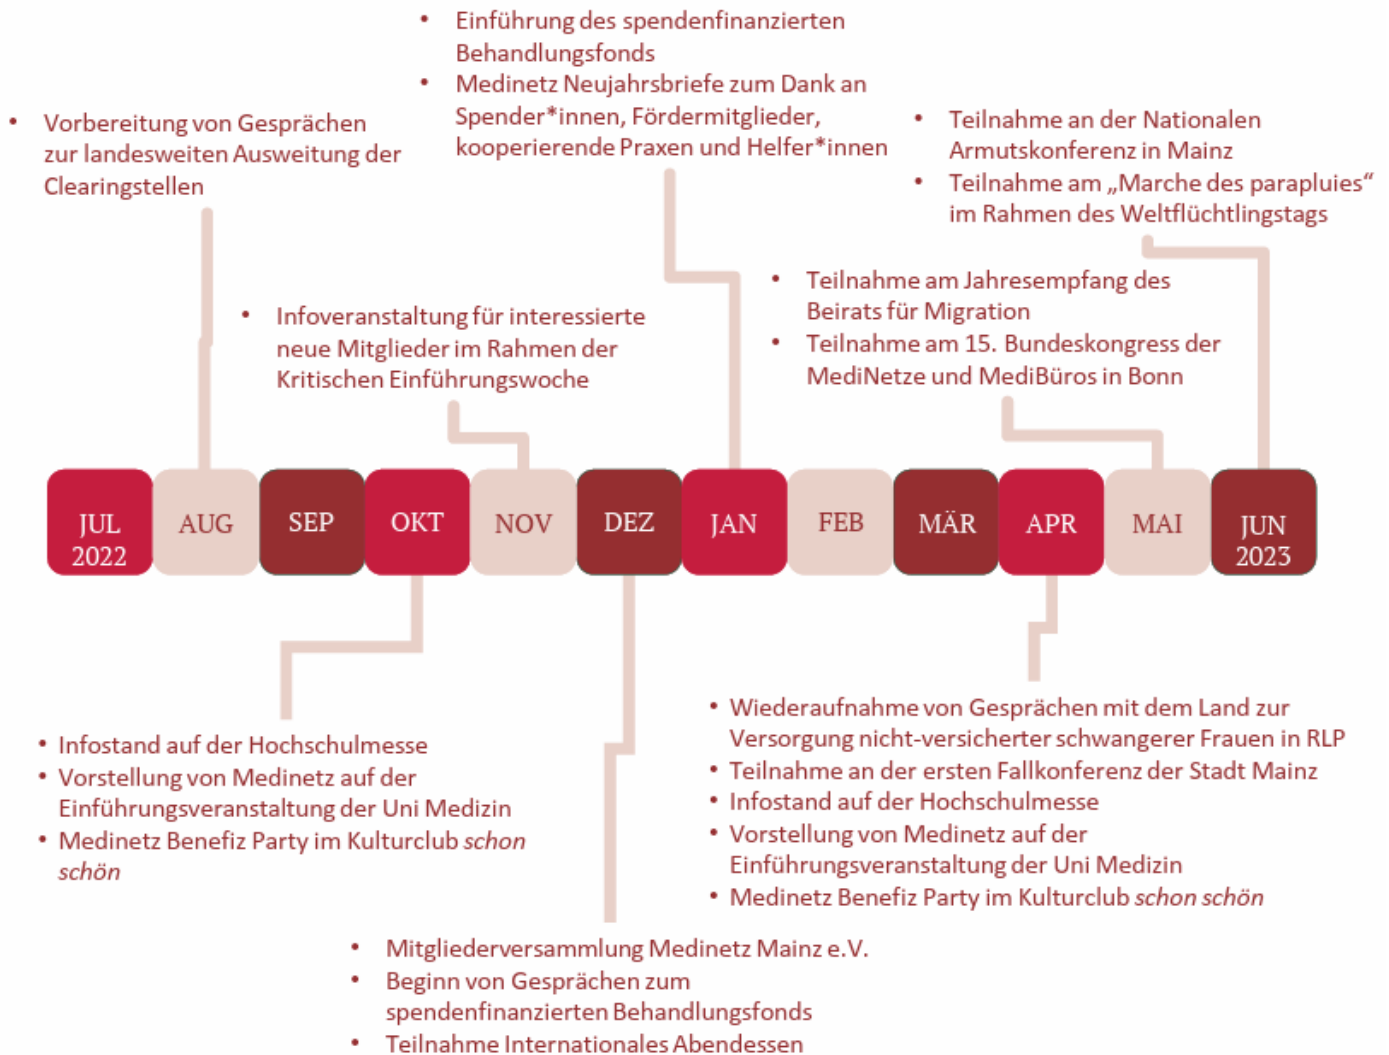 • Einführung des spendenfinanzierten
Behandlungsfonds
• Medinetz Neujahrsbriefe zum Dank an
Spender*innen, Fördermitglieder,
kooperierende Praxen und Helfer*innen
• Vorbereitung von Gesprächen
zur landesweiten Ausweitung der
Clearingstellen
• Teilnahme an der Nationalen
Armutskonferenz in Mainz
• Teilnahme am „Marche des parapluies“
im Rahmen des Weltflüchtlingstags
• Infoveranstaltung für interessierte
neue Mitglieder im Rahmen der
Kritischen Einführungswoche
• Teilnahme am Jahresempfang des
Beirats für Migration
• Teilnahme am 15. Bundeskongress der
MediNetze und MediBüros in Bonn
JUL
2022
AUG
SEP
OKT
NOV
DEZ
JAN
FEB
MÄR
APR
MAI
JUN
2023
• Infostand auf der Hochschulmesse
• Vorstellung von Medinetz auf der
Einführungsveranstaltung der Uni Medizin
• Medinetz Benefiz Party im Kulturclub schon
schön
• Wiederaufnahme von Gesprächen mit dem Land zur
Versorgung nicht-versicherter schwangerer Frauen in RLP
• Teilnahme an der ersten Fallkonferenz der Stadt Mainz
• Infostand auf der Hochschulmesse
• Vorstellung von Medinetz auf der
Einführungsveranstaltung der Uni Medizin
• Medinetz Benefiz Party im Kulturclub schon schön
• Mitgliederversammlung Medinetz Mainz e.V.
• Beginn von Gesprächen zum
spendenfinanzierten Behandlungsfonds
• Teilnahme Internationales Abendessen